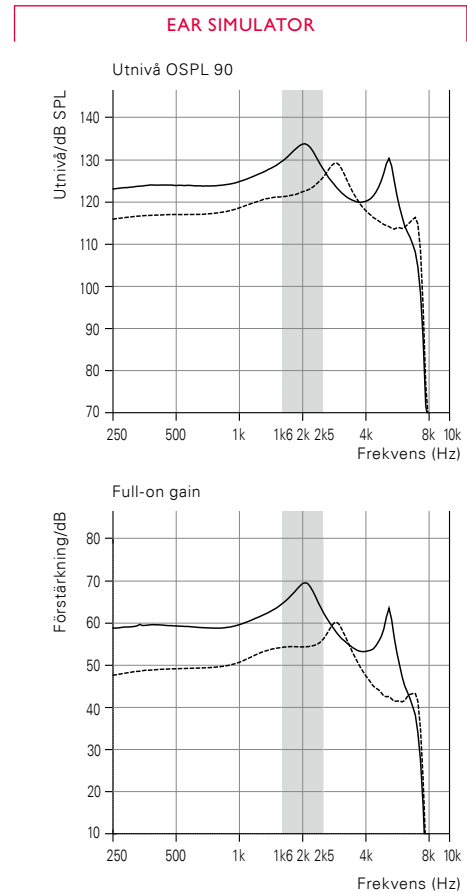 EAR SIMULATOR
Utnivå OSPL 90
Utnivå/dB SPL
140
130
120
110
100
90
80
70
250 500 1k 1k6 2k 2k5 4k 8k 10k
Frekvens (Hz)
Full-on gain
Förstärkning/dB
80
70
60
50
40
30
20
10
250 500 1k 1k6 2k 2k5 4k 8k 10k
Frekvens (Hz)